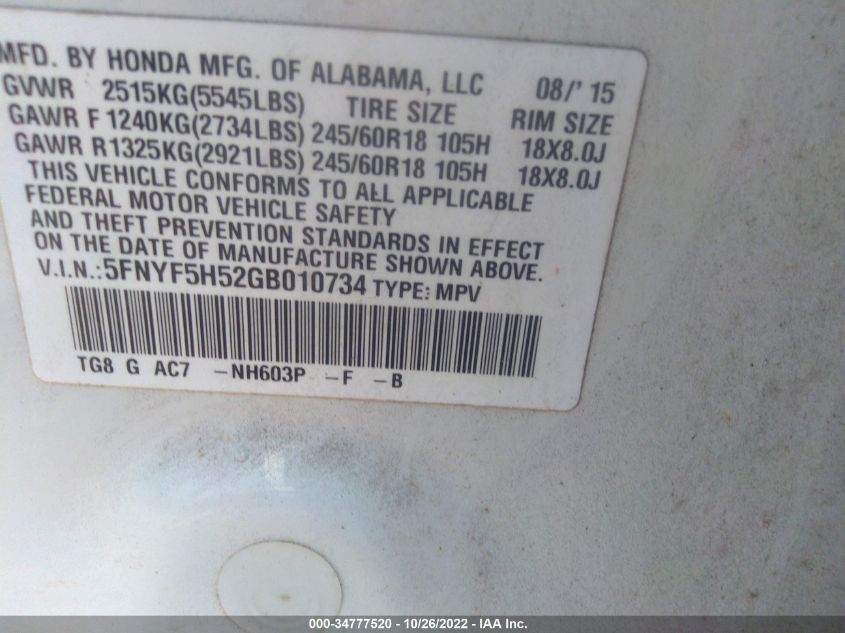 MFD. BY HONDA MFG. OF ALABAMA, LLC 08/' 15
GVWR 2515KG(5545LBS) TIRE SIZE RIM SIZE
GAWR F 1240KG(2734LBS) 245/60R18 105H 18X8.0J
GAWR R1325KG(2921LBS) 245/60R18 105H 18X8.0J
THIS VEHICLE CONFORMS TO ALL APPLICABLE
FEDERAL MOTOR VEHICLE SAFETY
AND THEFT PREVENTION STANDARDS IN EFFECT
ON THE DATE OF MANUFACTURE SHOWN ABOVE.
V.I.N.:5FNYF5H52GB010734 TYPE: MPV
TG8 G AC7 -NH603P -F -B
000-34777520 - 10/26/2022 - IAA Inc.